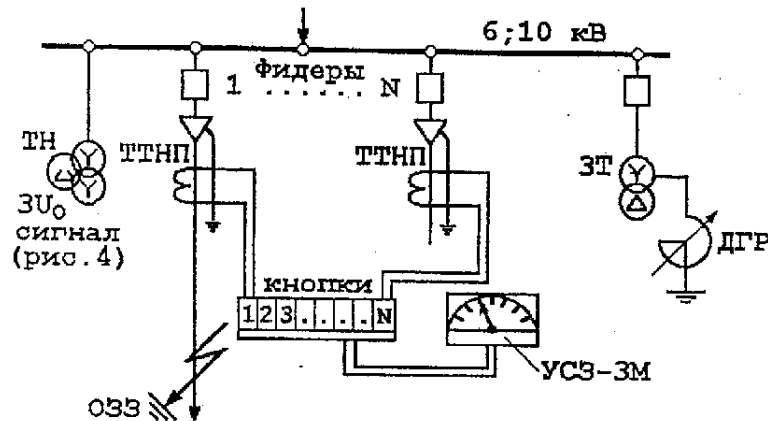 6;10 кВ
Фидеры
1 ...... N
ТН
ТТНП
ТТНП
ЗТ
3U₀
сигнал
(рис.4)
ДГР
кнопки
1 2 3 . . . . N
УСЗ-3М
ОЗЗ